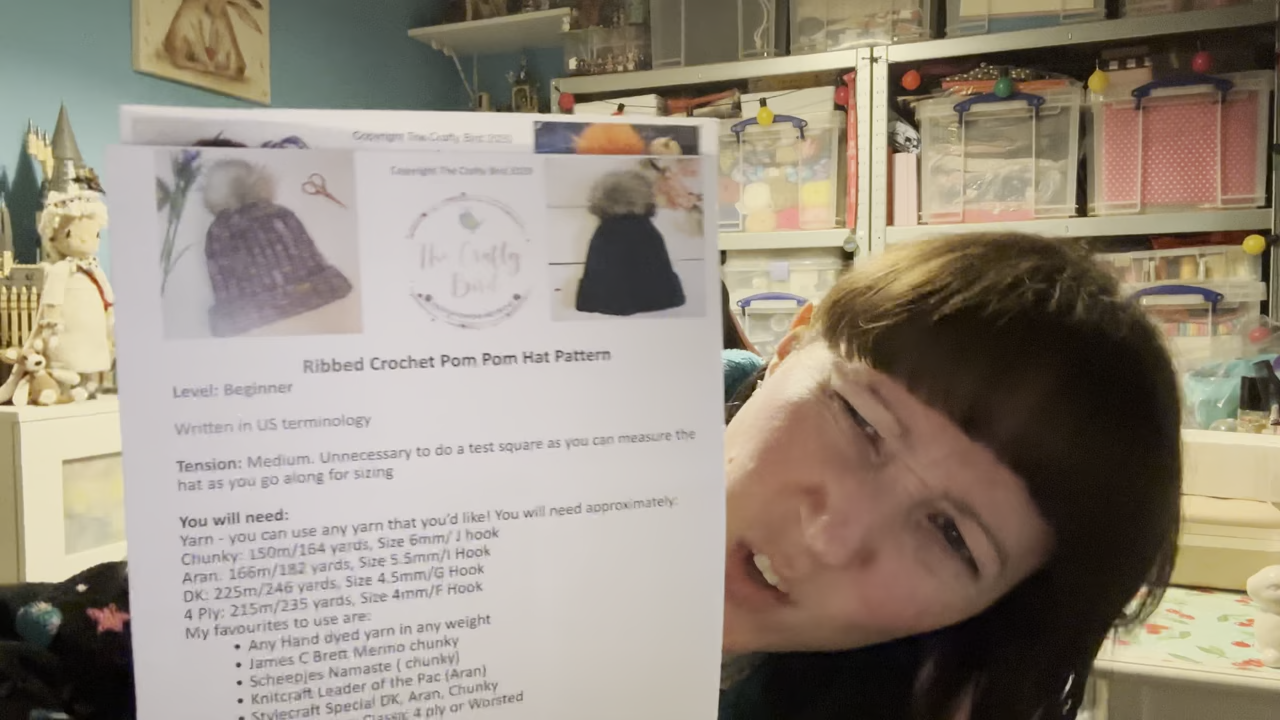 Copyright The Crafty Bird 2020
Copyright The Crafty Bird 2020
The Crafty
Bird
Ribbed Crochet Pom Pom Hat Pattern
Level: Beginner
Written in US terminology
Tension: Medium. Unnecessary to do a test square as you can measure the
hat as you go along for sizing
You will need:
Yarn - you can use any yarn that you'd like! You will need approximately:
Chunky: 150m/164 yards, Size 6mm/ J hook
Aran: 166m/182 yards, Size 5.5mm/I Hook
DK: 225m/246 yards, Size 4.5mm/G Hook
4 Ply: 215m/235 yards, Size 4mm/F Hook
My favourites to use are:
• Any Hand dyed yarn in any weight
• James C Brett Merino chunky
• Scheepjes Namaste ( chunky)
• Knitcraft Leader of the Pac (Aran)
• Stylecraft Special DK, Aran, Chunky
Classic 4 ply or Worsted